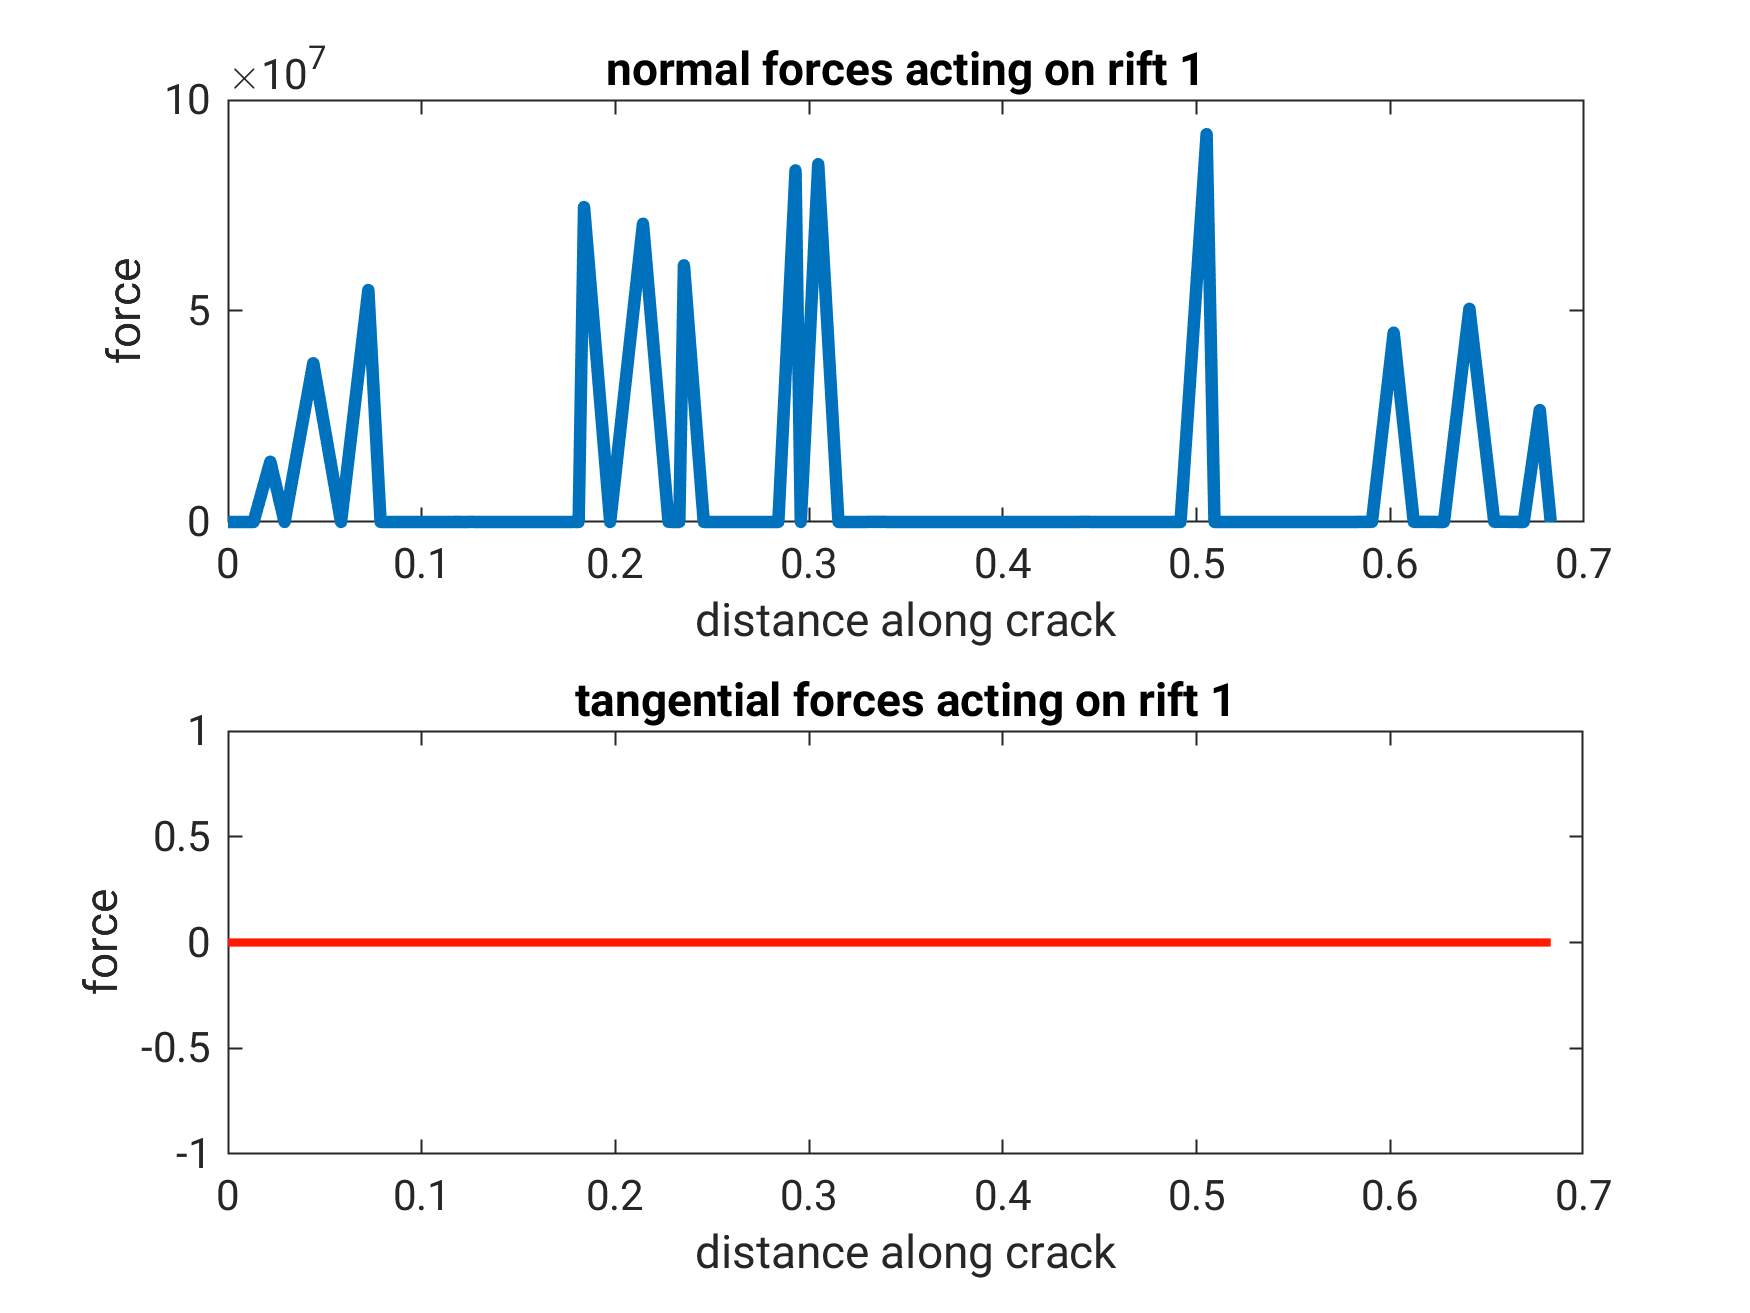 ×10^7
normal forces acting on rift 1
10
5
0
force
0 0.1 0.2 0.3 0.4 0.5 0.6 0.7
distance along crack
tangential forces acting on rift 1
1
0.5
0
-0.5
-1
force
0 0.1 0.2 0.3 0.4 0.5 0.6 0.7
distance along crack